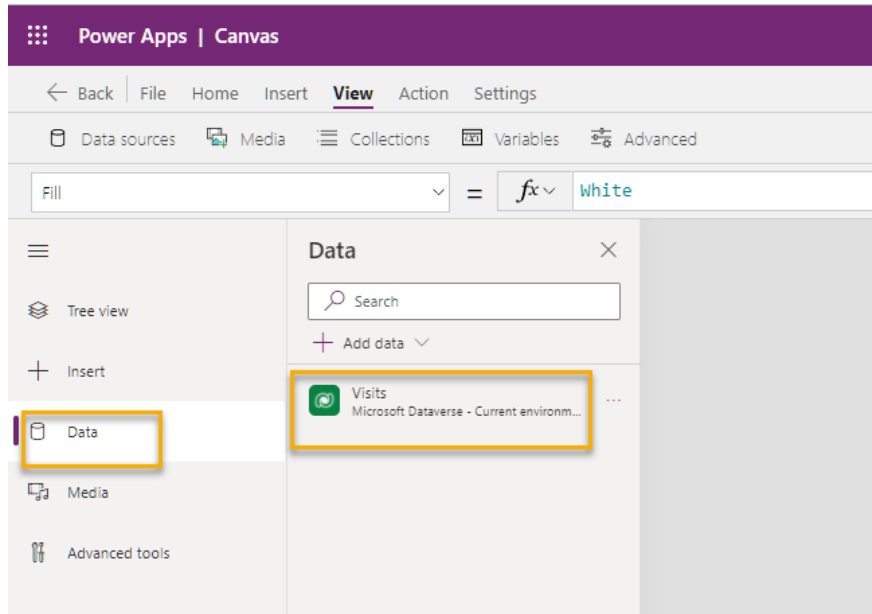 Power Apps | Canvas
Back File Home Insert View Action Settings
Data sources Media Collections (x) Variables Advanced
Fill = fx White
Data
Search
Add data
Visits
Microsoft Dataverse - Current environm...
...
Tree view
Insert
Data
Media
Advanced tools